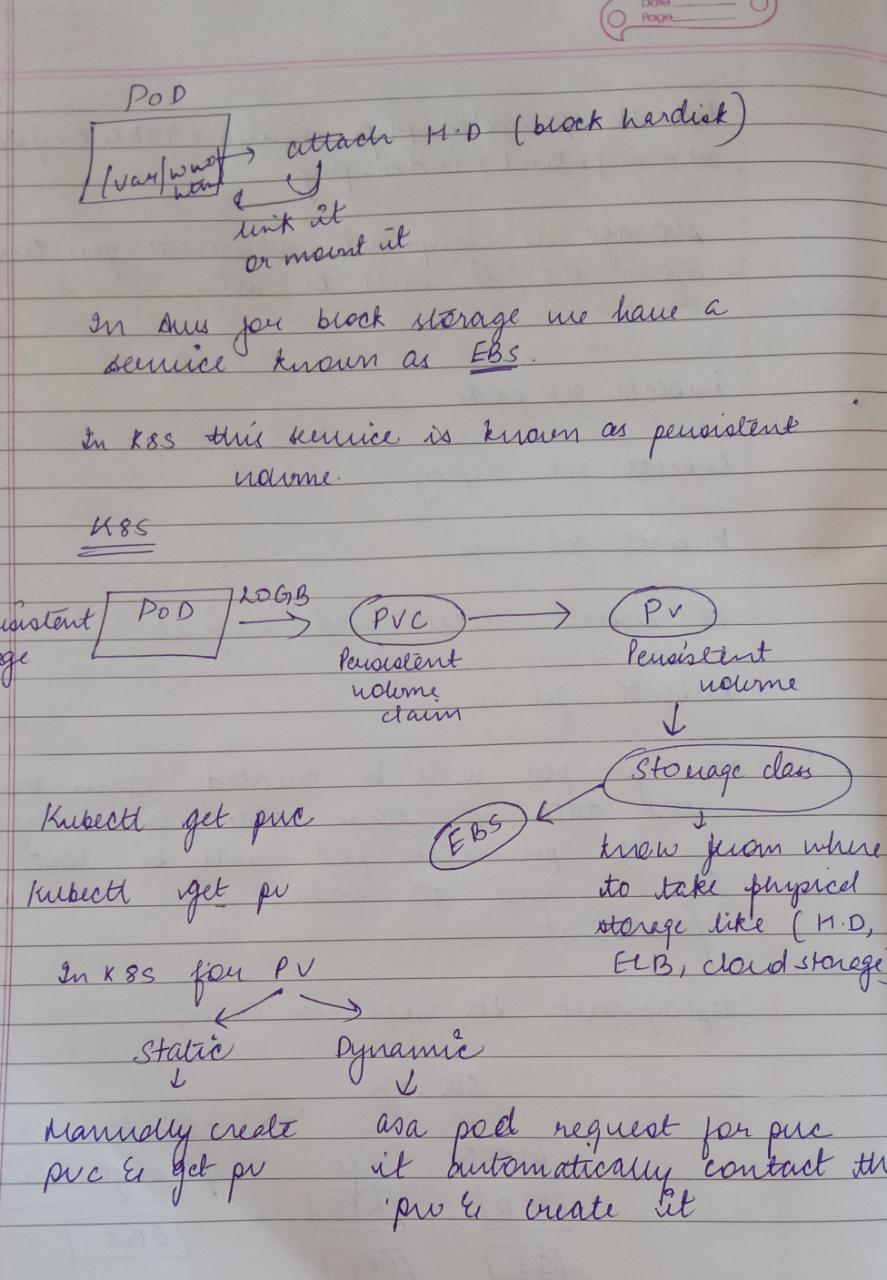 Date
Page
POD
/var/www/
html
attach H.D (block hardisk)
link it
or mount it
In Aws for block storage we have a
service known as EBS.
In K8S this service is known as persistent
volume.
K8S
POD
20GB
PVC
PV
Persistent
volume
claim
Persistent
volume
Storage class
EBS
know from where
to take physical
storage like (H.D,
ELB, cloud storage
Kubectl get pvc
Kubectl get pv
In K8S for PV
Static
Dynamic
Manually create
pvc & get pv
as a pod request for pvc
it automatically contact th
pv & create it